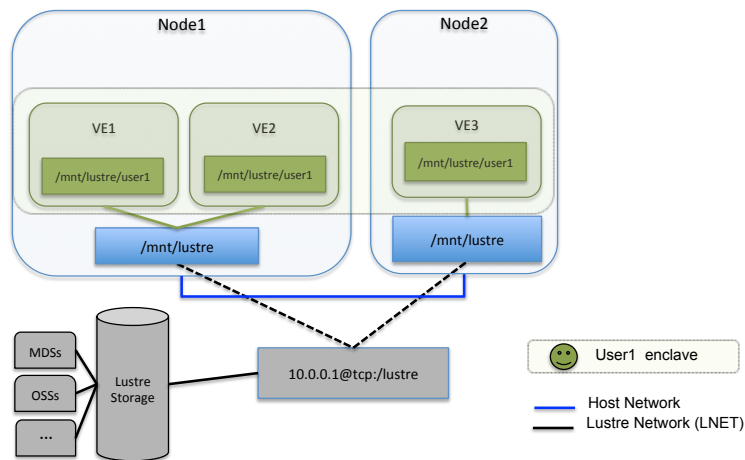 Node1
Node2
VE1
VE2
VE3
/mnt/lustre/user1
/mnt/lustre/user1
/mnt/lustre/user1
/mnt/lustre
/mnt/lustre
MDSs
OSSs
...
Lustre
Storage
10.0.0.1@tcp:/lustre
User1 enclave
Host Network
Lustre Network (LNET)